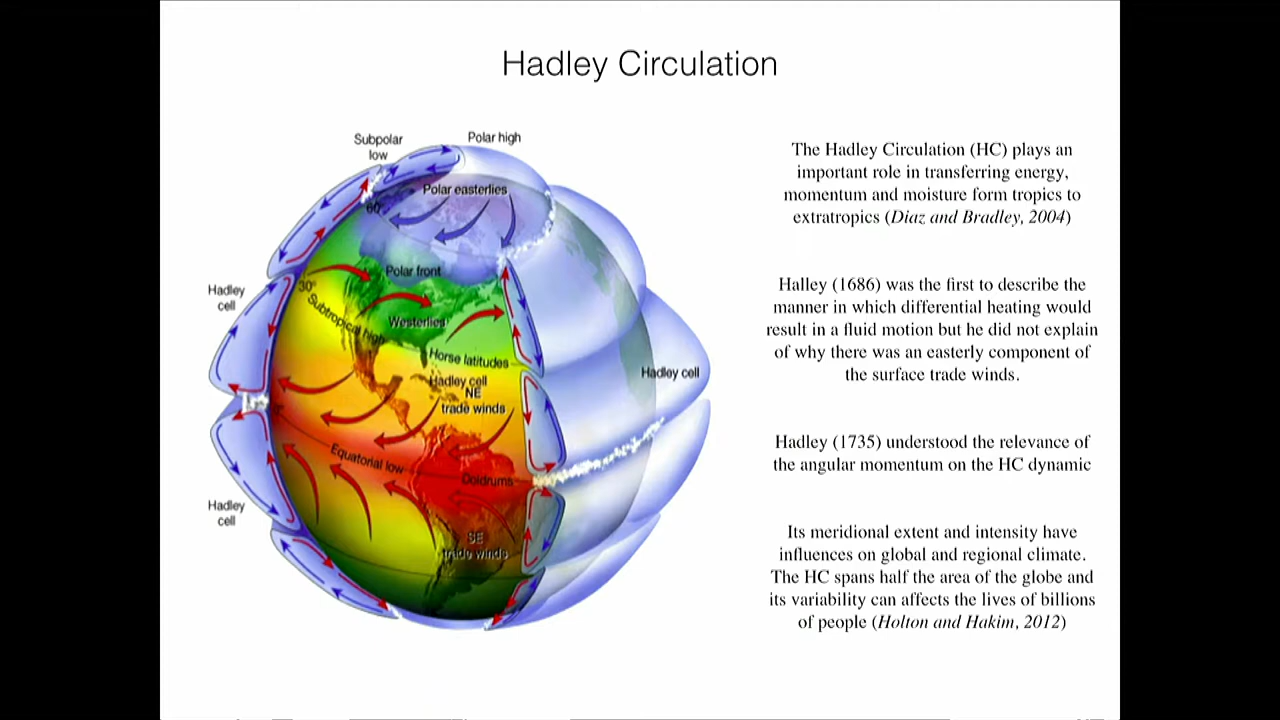 Hadley Circulation
Subpolar
low
Polar high
Polar easterlies
60°
Polar front
30°
Subtropical high
Westerlies
Hadley
cell
Horse latitudes
Hadley cell
NE
trade winds
Hadley cell
Equatorial low
Doldrums
Hadley
cell
SE
trade winds
The Hadley Circulation (HC) plays an
important role in transferring energy,
momentum and moisture form tropics to
extratropics (Diaz and Bradley, 2004)
Halley (1686) was the first to describe the
manner in which differential heating would
result in a fluid motion but he did not explain
of why there was an easterly component of
the surface trade winds.
Hadley (1735) understood the relevance of
the angular momentum on the HC dynamic
Its meridional extent and intensity have
influences on global and regional climate.
The HC spans half the area of the globe and
its variability can affects the lives of billions
of people (Holton and Hakim, 2012)